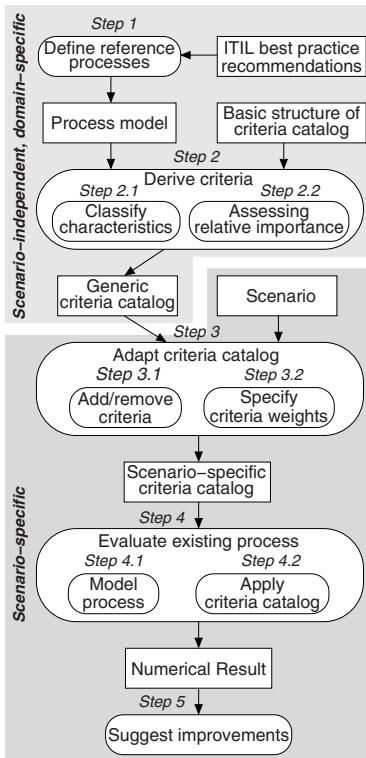 Step 1
Define reference
processes
ITIL best practice
recommendations
Process model
Basic structure of
criteria catalog
Step 2
Derive criteria
Step 2.1
Classify
characteristics
Step 2.2
Assessing
relative importance
Generic
criteria catalog
Scenario
Scenario–independent, domain–specific
Step 3
Adapt criteria catalog
Step 3.1
Add/remove
criteria
Step 3.2
Specify
criteria weights
Scenario–specific
criteria catalog
Step 4
Evaluate existing process
Step 4.1
Model
process
Step 4.2
Apply
criteria catalog
Numerical Result
Step 5
Suggest improvements
Scenario–specific